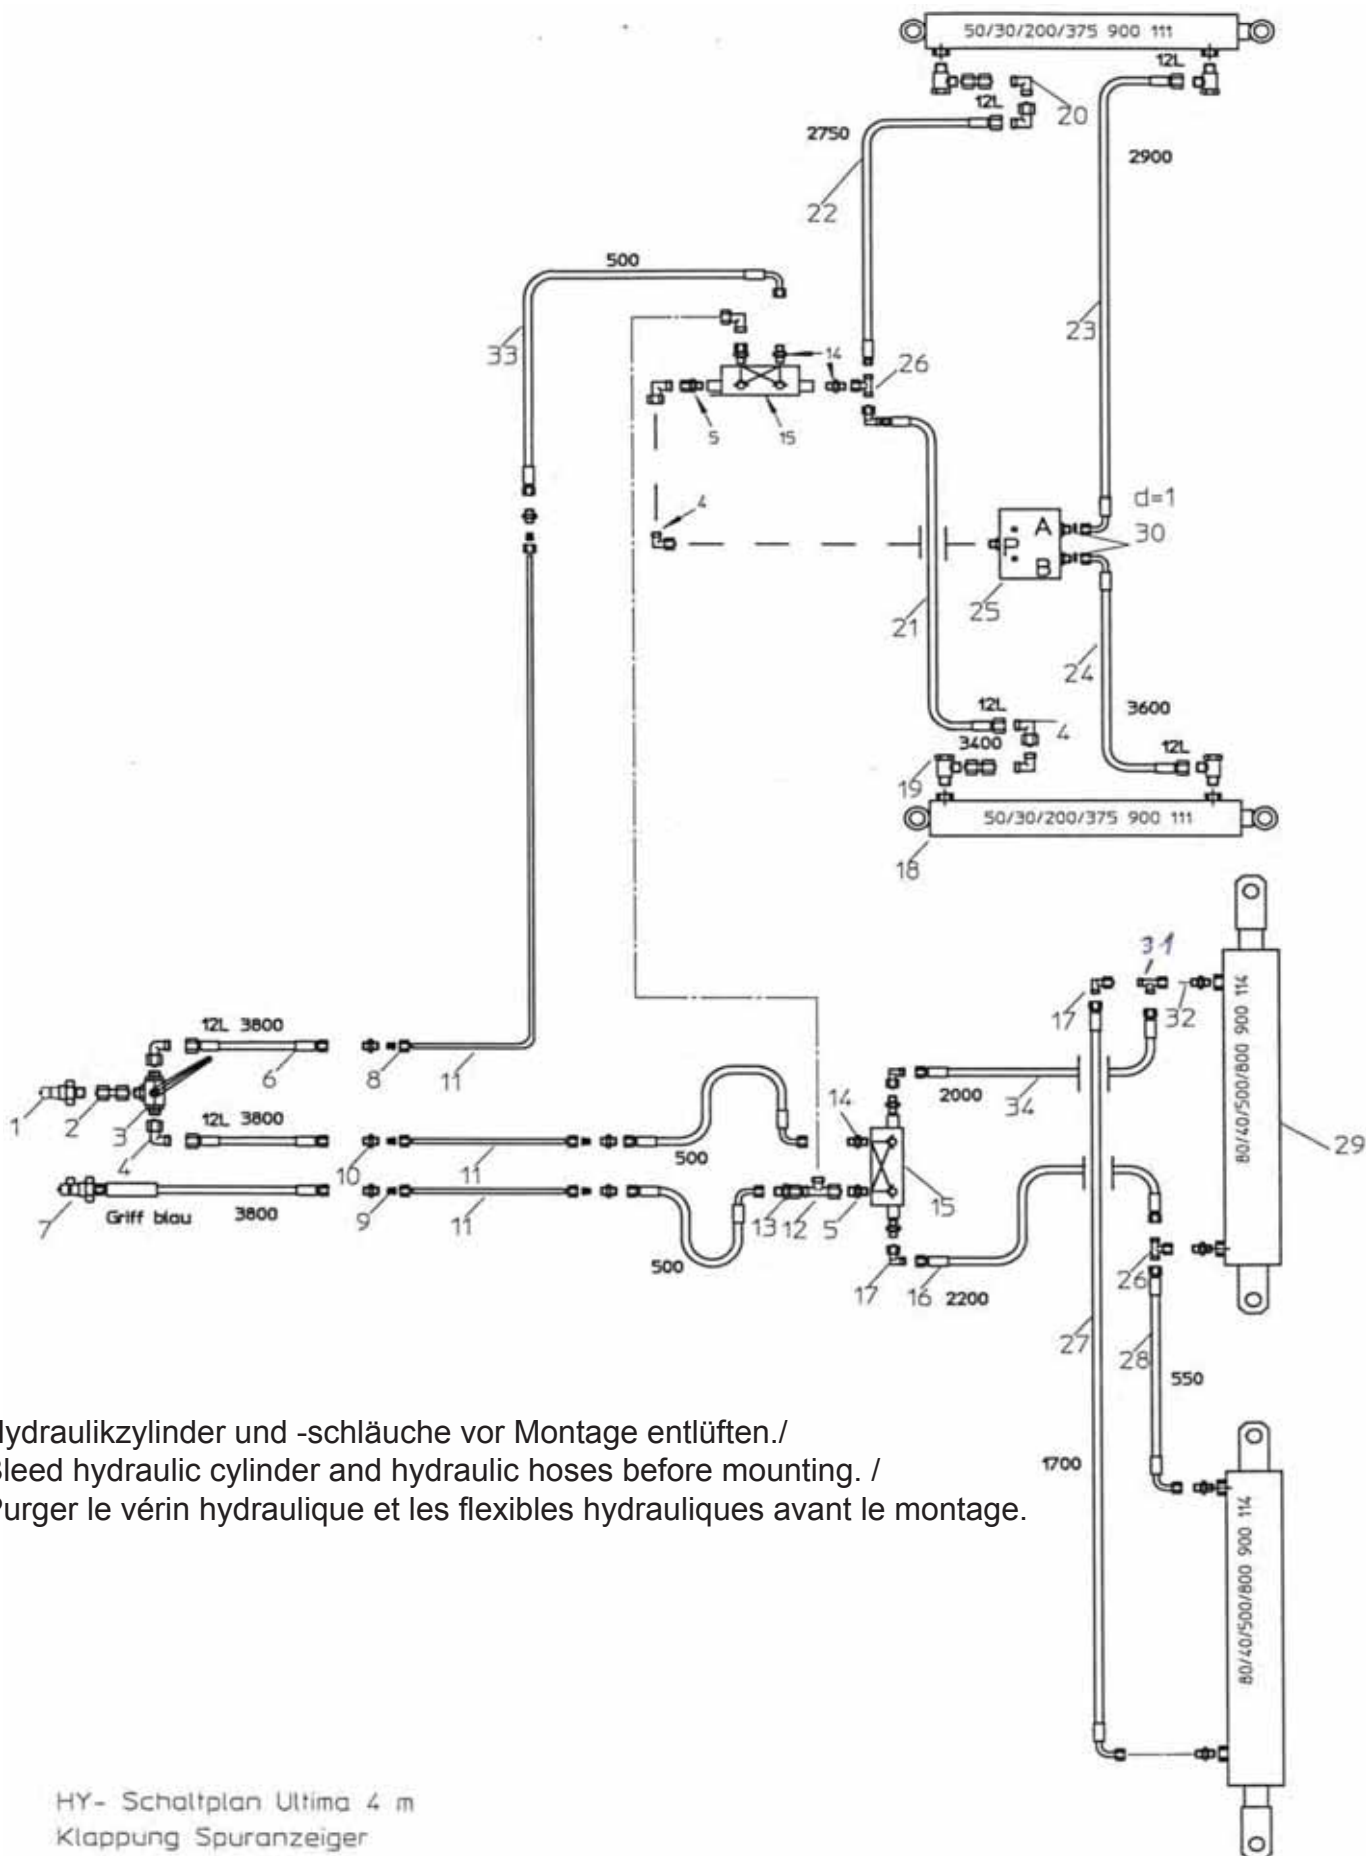 50/30/200/375 900 111
12L
20
12L
2750
2900
22
500
23
33
14
26
5
15
4
d=1
30
A
P
B
25
21
24
12L
3600
4
3400
12L
19
50/30/200/375 900 111
18
31
17
32
80/40/500/800 900 114
12L 3800
6
8
11
1
2
3
2000
34
14
12L 3800
4
10
11
500
29
15
7
Griff blau
3800
9
11
13
12
5
500
17
16
2200
26
27
28
550
ydraulikzylinder und -schläuche vor Montage entlüften./
leed hydraulic cylinder and hydraulic hoses before mounting. /
urger le vérin hydraulique et les flexibles hydrauliques avant le montage.
1700
80/40/500/800 900 114
HY- Schaltplan Ultima 4 m
Klappung Spuranzeiger